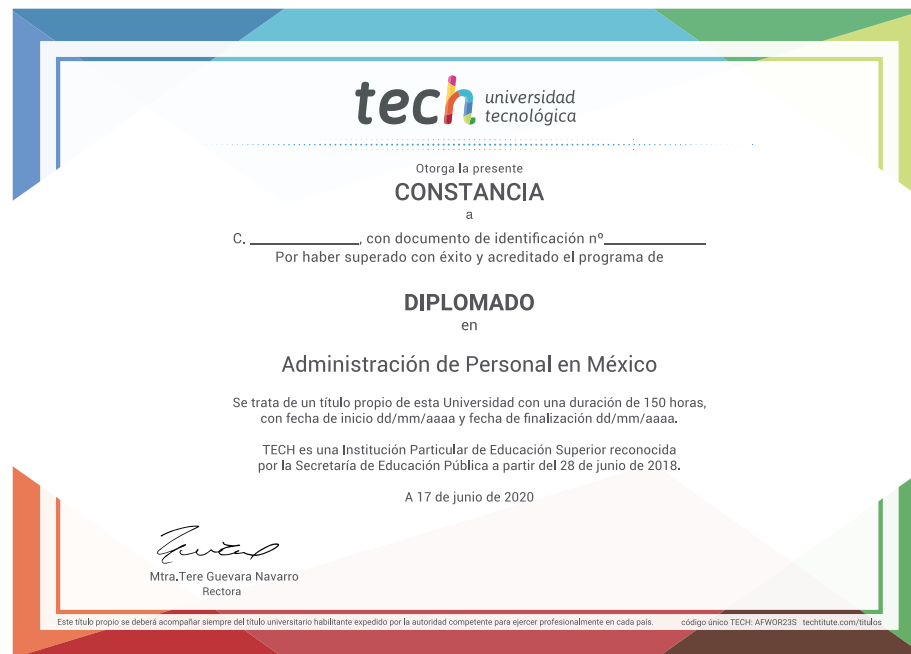 tech universidad
tecnológica
Otorga la presente
CONSTANCIA
a
C. ____________, con documento de identificación nº____________
Por haber superado con éxito y acreditado el programa de
DIPLOMADO
en
Administración de Personal en México
Se trata de un título propio de esta Universidad con una duración de 150 horas,
con fecha de inicio dd/mm/aaaa y fecha de finalización dd/mm/aaaa.
TECH es una Institución Particular de Educación Superior reconocida
por la Secretaría de Educación Pública a partir del 28 de junio de 2018.
A 17 de junio de 2020
Mtra.Tere Guevara Navarro
Rectora
Este título propio se deberá acompañar siempre del título universitario habilitante expedido por la autoridad competente para ejercer profesionalmente en cada país. código único TECH: AFWOR23S techtitute.com/titulos